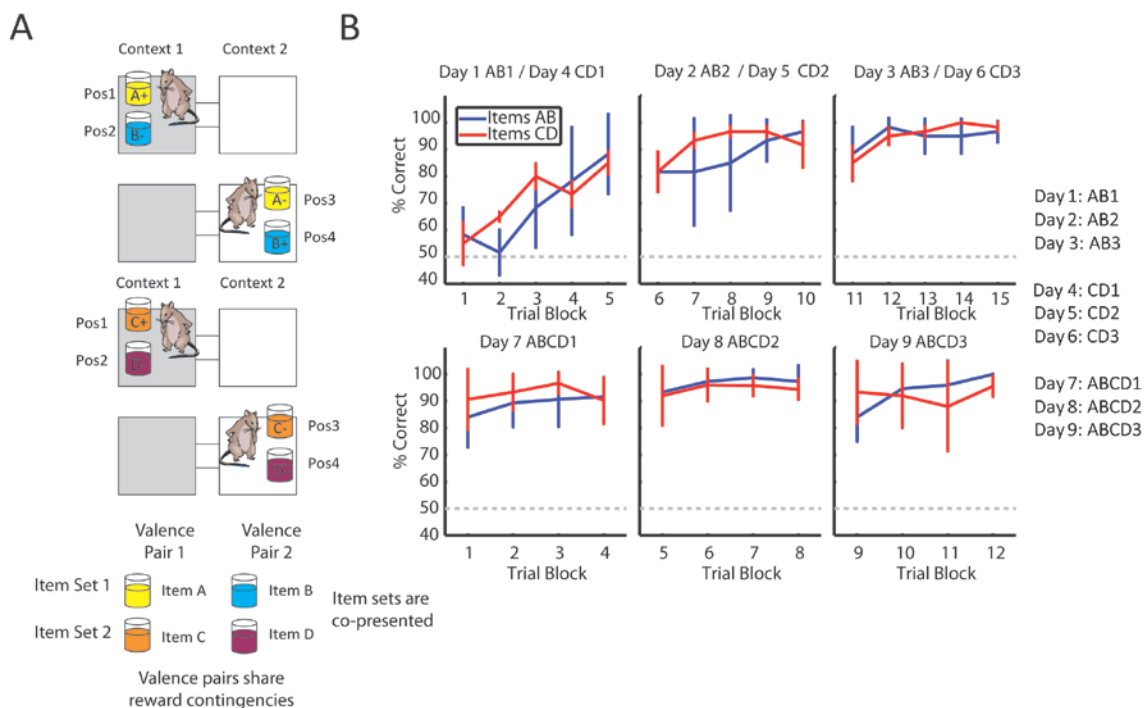 A
Context 1
Context 2
Pos1
A+
Pos2
B-
A-
Pos3
B+
Pos4
Context 1
Context 2
Pos1
C+
Pos2
C-
Pos3
Pos4
Valence Pair 1
Valence Pair 2
Item Set 1
Item A
Item B
Item Set 2
Item C
Item D
Item sets are
co-presented
Valence pairs share
reward contingencies
B
Day 1 AB1 / Day 4 CD1
Day 2 AB2 / Day 5 CD2
Day 3 AB3 / Day 6 CD3
Items AB
Items CD
% Correct
100
90
80
70
60
50
40
1 2 3 4 5
6 7 8 9 10
11 12 13 14 15
Trial Block
Trial Block
Trial Block
Day 7 ABCD1
Day 8 ABCD2
Day 9 ABCD3
% Correct
100
90
80
70
60
50
40
1 2 3 4
5 6 7 8
9 10 11 12
Trial Block
Trial Block
Trial Block
Day 1: AB1
Day 2: AB2
Day 3: AB3
Day 4: CD1
Day 5: CD2
Day 6: CD3
Day 7: ABCD1
Day 8: ABCD2
Day 9: ABCD3